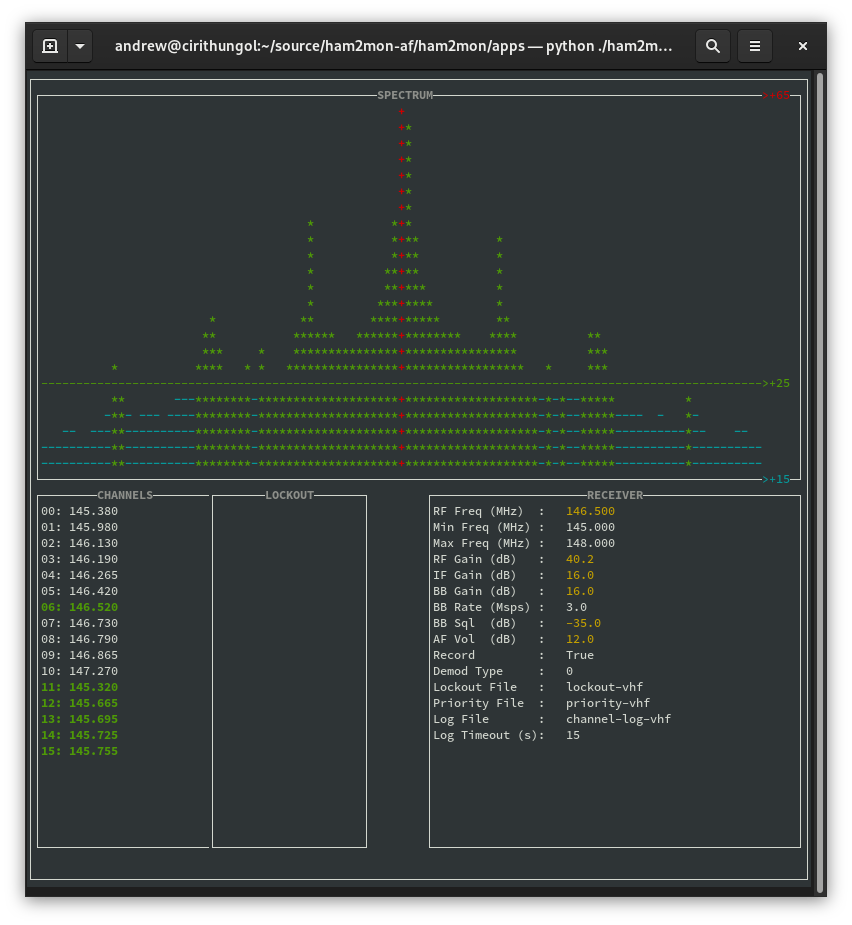 andrew@cirithungol:~/source/ham2mon-af/ham2mon/apps — python ./ham2m…
SPECTRUM
>+65
>+25
>+15
CHANNELS
00: 145.380
01: 145.980
02: 146.130
03: 146.190
04: 146.265
05: 146.420
06: 146.520
07: 146.730
08: 146.790
09: 146.865
10: 147.270
11: 145.320
12: 145.665
13: 145.695
14: 145.725
15: 145.755
LOCKOUT
RECEIVER
RF Freq (MHz)  :   146.500
Min Freq (MHz) :   145.000
Max Freq (MHz) :   148.000
RF Gain (dB)   :   40.2
IF Gain (dB)   :   16.0
BB Gain (dB)   :   16.0
BB Rate (Msps) :   3.0
BB Sql  (dB)   :   -35.0
AF Vol  (dB)   :   12.0
Record         :   True
Demod Type     :   0
Lockout File   :   lockout-vhf
Priority File  :   priority-vhf
Log File       :   channel-log-vhf
Log Timeout (s):   15